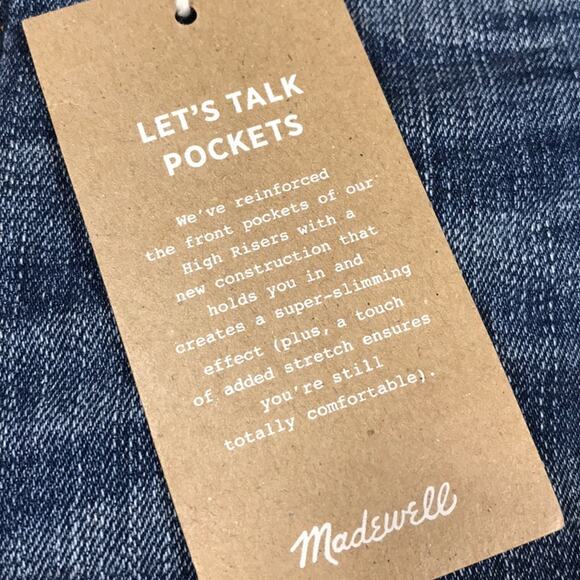 LET'S TALK
POCKETS
We've reinforced
the front pockets of our
High Risers with a
new construction that
holds you in and
creates a super-slimming
effect (plus, a touch
of added stretch ensures
you're still
totally comfortable).
Madewell